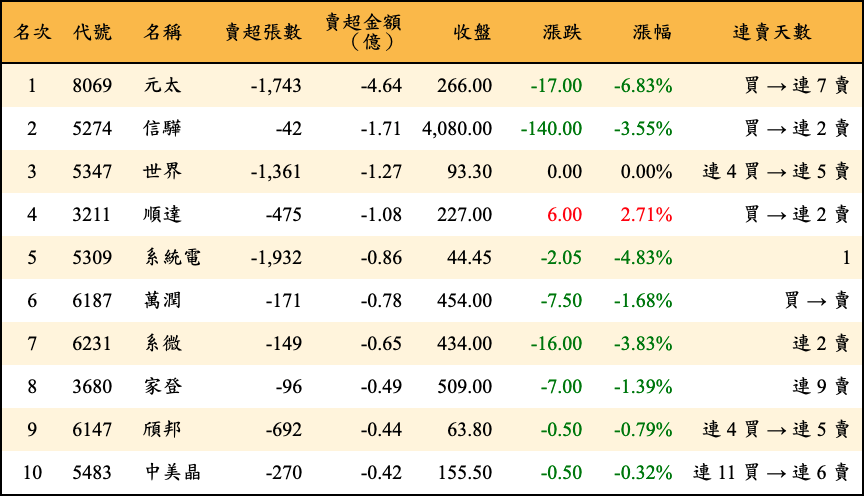 名次 代號 名稱 賣超張數 賣超金額（億） 收盤 漲跌 漲幅 連賣天數
1 8069 元太 -1,743 -4.64 266.00 -17.00 -6.83% 買 → 連 7 賣
2 5274 信驊 -42 -1.71 4,080.00 -140.00 -3.55% 買 → 連 2 賣
3 5347 世界 -1,361 -1.27 93.30 0.00 0.00% 連 4 買 → 連 5 賣
4 3211 順達 -475 -1.08 227.00 6.00 2.71% 買 → 連 2 賣
5 5309 系統電 -1,932 -0.86 44.45 -2.05 -4.83% 1
6 6187 萬潤 -171 -0.78 454.00 -7.50 -1.68% 買 → 賣
7 6231 系微 -149 -0.65 434.00 -16.00 -3.83% 連 2 賣
8 3680 家登 -96 -0.49 509.00 -7.00 -1.39% 連 9 賣
9 6147 頎邦 -692 -0.44 63.80 -0.50 -0.79% 連 4 買 → 連 5 賣
10 5483 中美晶 -270 -0.42 155.50 -0.50 -0.32% 連 11 買 → 連 6 賣